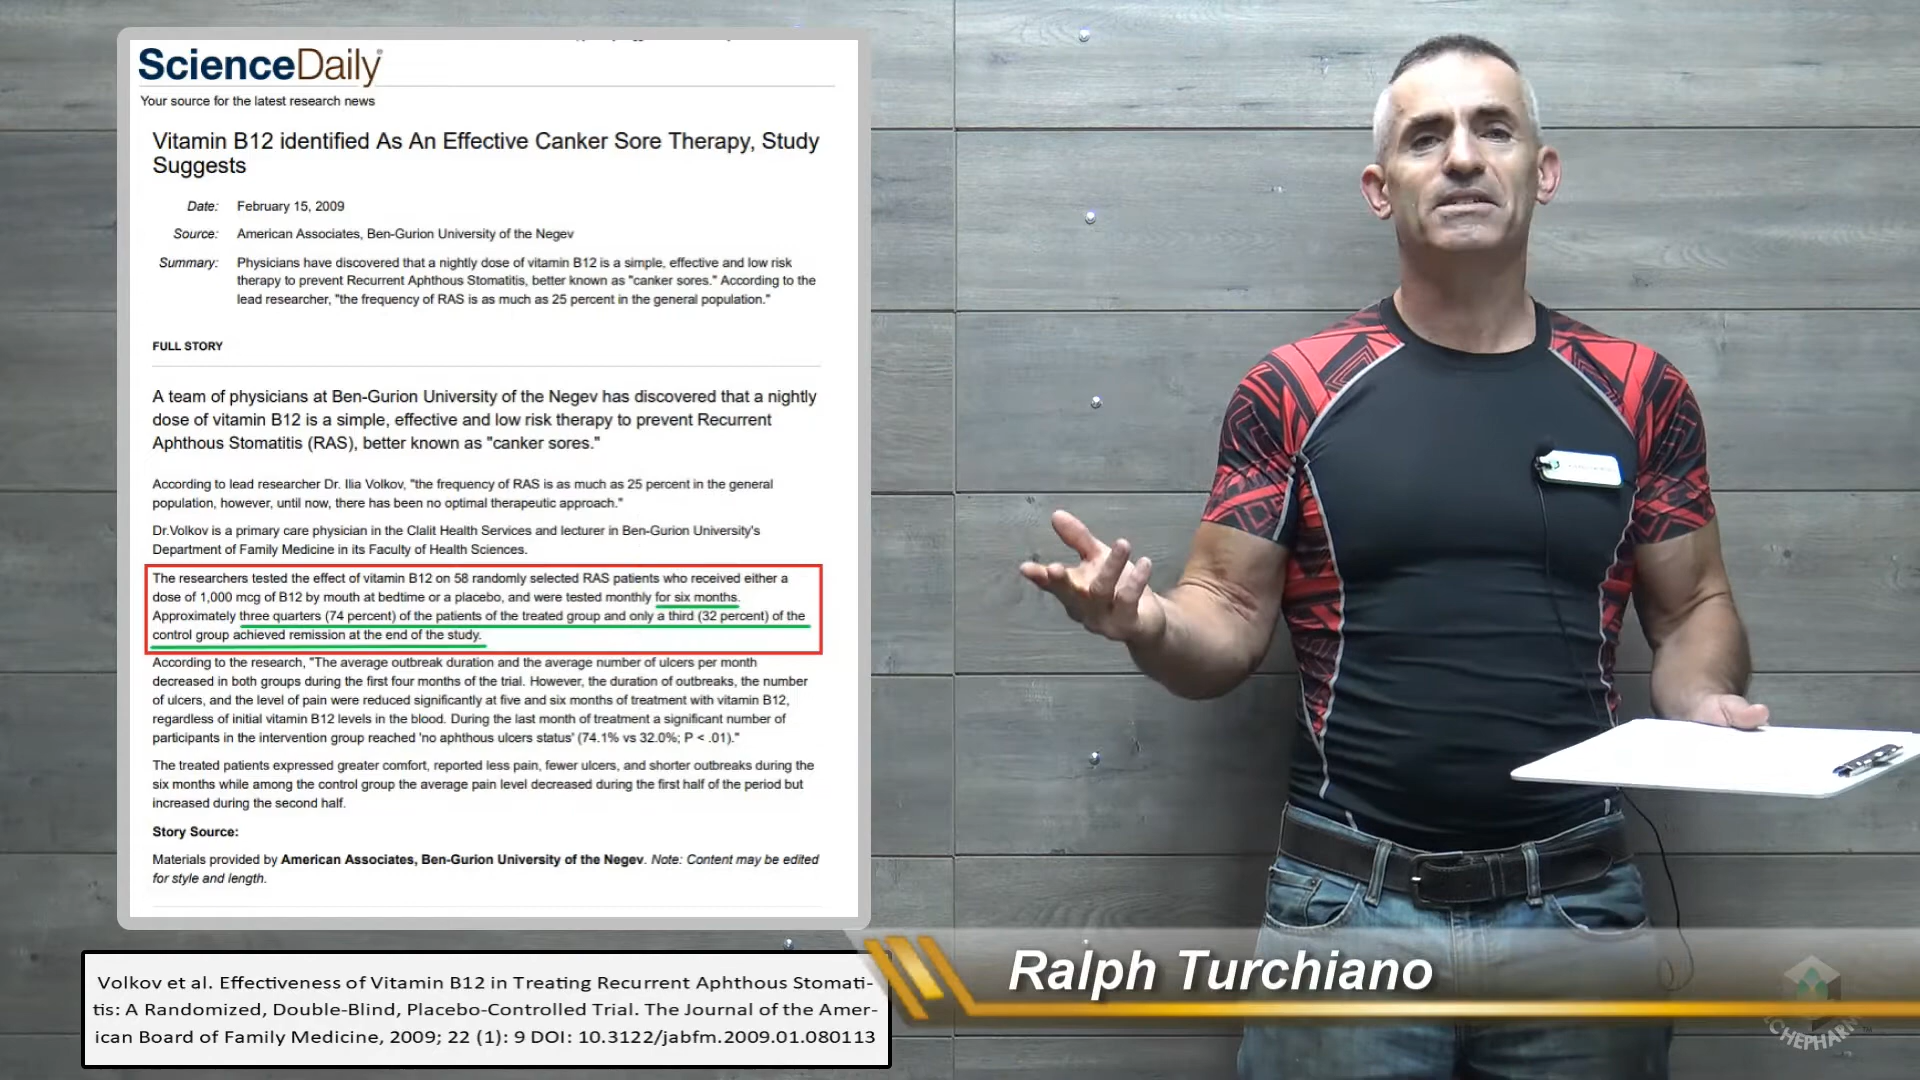 ScienceDaily
Your source for the latest research news
Vitamin B12 identified As An Effective Canker Sore Therapy, Study
Suggests
Date: February 15, 2009
Source: American Associates, Ben-Gurion University of the Negev
Summary: Physicians have discovered that a nightly dose of vitamin B12 is a simple, effective and low risk
therapy to prevent Recurrent Aphthous Stomatitis, better known as "canker sores." According to the
lead researcher, "the frequency of RAS is as much as 25 percent in the general population."
FULL STORY
A team of physicians at Ben-Gurion University of the Negev has discovered that a nightly
dose of vitamin B12 is a simple, effective and low risk therapy to prevent Recurrent
Aphthous Stomatitis (RAS), better known as "canker sores."
According to lead researcher Dr. Ilia Volkov, "the frequency of RAS is as much as 25 percent in the general
population, however, until now, there has been no optimal therapeutic approach."
Dr.Volkov is a primary care physician in the Clalit Health Services and lecturer in Ben-Gurion University's
Department of Family Medicine in its Faculty of Health Sciences.
The researchers tested the effect of vitamin B12 on 58 randomly selected RAS patients who received either a
dose of 1,000 mcg of B12 by mouth at bedtime or a placebo, and were tested monthly for six months.
Approximately three quarters (74 percent) of the patients of the treated group and only a third (32 percent) of the
control group achieved remission at the end of the study.
According to the research, "The average outbreak duration and the average number of ulcers per month
decreased in both groups during the first four months of the trial. However, the duration of outbreaks, the number
of ulcers, and the level of pain were reduced significantly at five and six months of treatment with vitamin B12,
regardless of initial vitamin B12 levels in the blood. During the last month of treatment a significant number of
participants in the intervention group reached 'no aphthous ulcers status' (74.1% vs 32.0%; P < .01)."
The treated patients expressed greater comfort, reported less pain, fewer ulcers, and shorter outbreaks during the
six months while among the control group the average pain level decreased during the first half of the period but
increased during the second half.
Story Source:
Materials provided by American Associates, Ben-Gurion University of the Negev. Note: Content may be edited
for style and length.
Volkov et al. Effectiveness of Vitamin B12 in Treating Recurrent Aphthous Stomati-
tis: A Randomized, Double-Blind, Placebo-Controlled Trial. The Journal of the Amer-
ican Board of Family Medicine, 2009; 22 (1): 9 DOI: 10.3122/jabfm.2009.01.080113
Ralph Turchiano